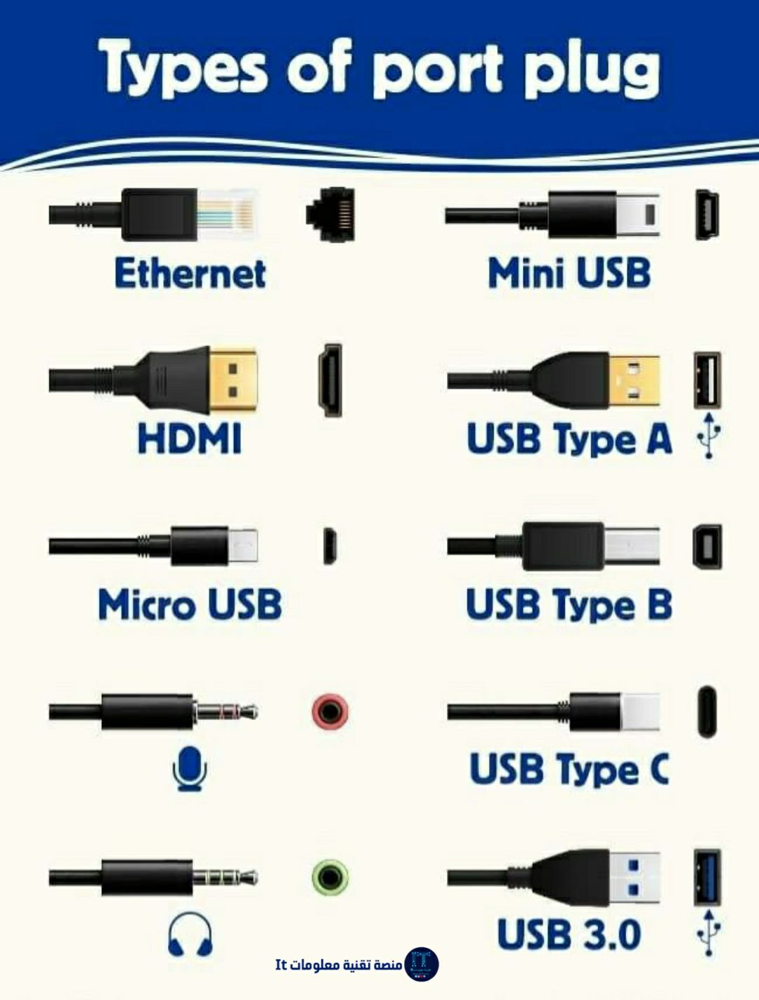 Types of port plug
Ethernet
Mini USB
HDMI
USB Type A
Micro USB
USB Type B
USB Type C
USB 3.0
منصة تقنية معلومات It
IT